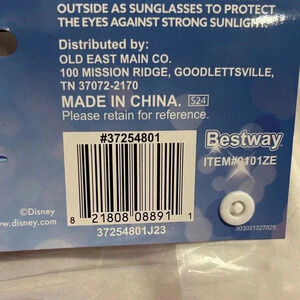 OUTSIDE AS SUNGLASSES TO PROTECT
THE EYES AGAINST STRONG SUNLIGHT.
Distributed by:
OLD EAST MAIN CO.
100 MISSION RIDGE, GOODLETTSVILLE,
TN 37072-2170
MADE IN CHINA. S24
Please retain for reference.
#37254801
Bestway
ITEM#9101ZE
©Disney
www.disney.com
8 21808 08891 1
37254801J23
303021327825